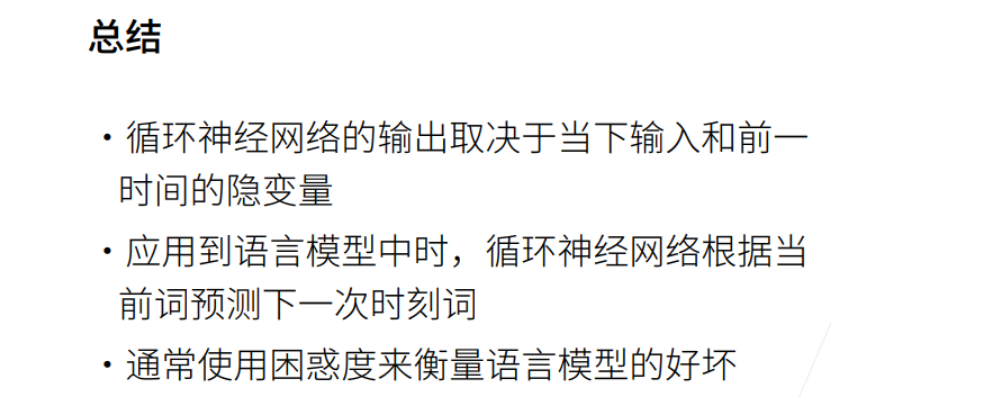 总结
• 循环神经网络的输出取决于当下输入和前一
时间的隐变量
• 应用到语言模型中时，循环神经网络根据当
前词预测下一次时刻词
• 通常使用困惑度来衡量语言模型的好坏